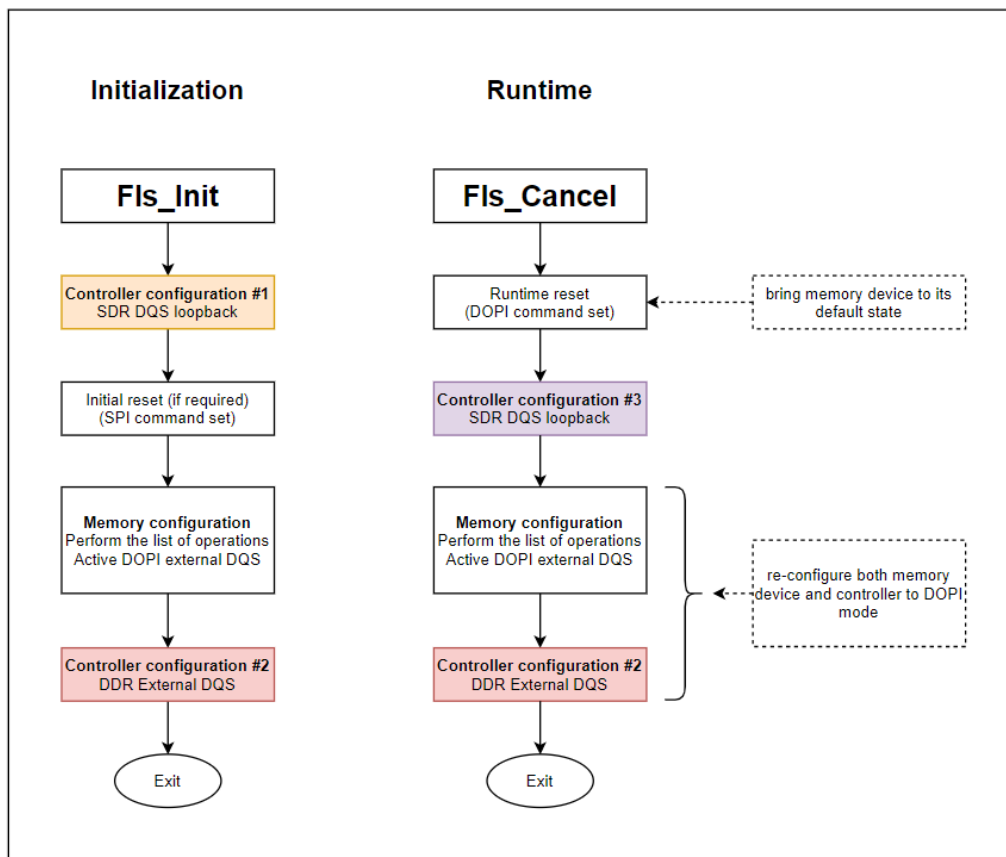 Initialization
Runtime
Fls_Init
Fls_Cancel
Controller configuration #1
SDR DQS loopback
Runtime reset
(DOPI command set)
bring memory device to its
default state
Initial reset (if required)
(SPI command set)
Controller configuration #3
SDR DQS loopback
Memory configuration
Perform the list of operations
Active DOPI external DQS
Memory configuration
Perform the list of operations
Active DOPI external DQS
re-configure both memory
device and controller to DOPI
mode
Controller configuration #2
DDR External DQS
Controller configuration #2
DDR External DQS
Exit
Exit